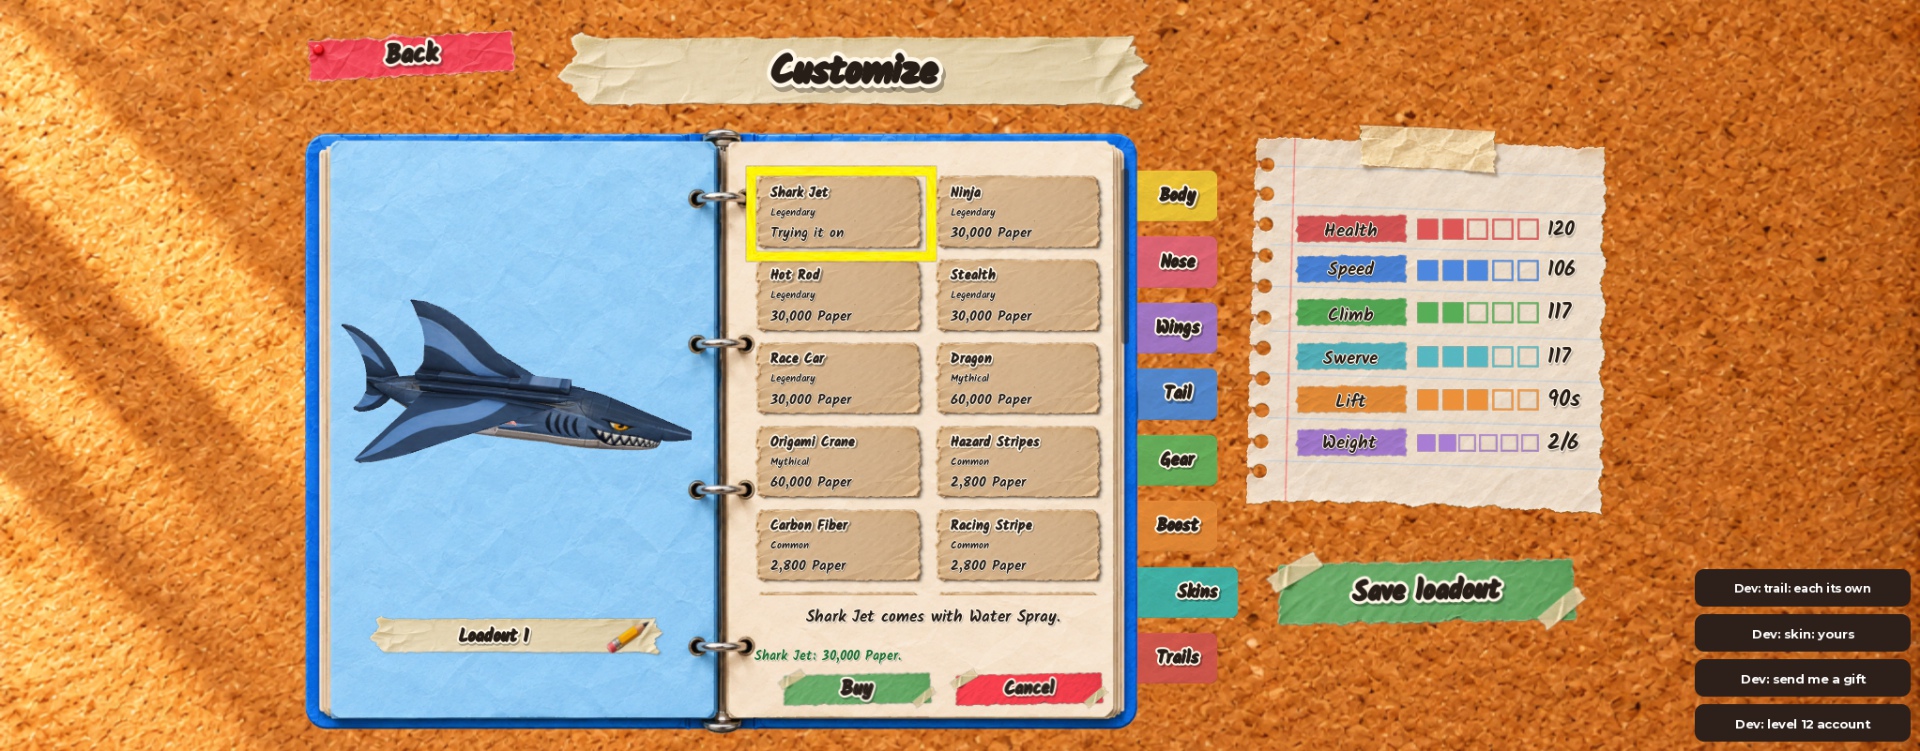 Back
Customize
Shark Jet
Legendary
Trying it on
Ninja
Legendary
30,000 Paper
Hot Rod
Legendary
30,000 Paper
Stealth
Legendary
30,000 Paper
Race Car
Legendary
30,000 Paper
Dragon
Mythical
60,000 Paper
Origami Crane
Mythical
60,000 Paper
Hazard Stripes
Common
2,800 Paper
Carbon Fiber
Common
2,800 Paper
Racing Stripe
Common
2,800 Paper
Shark Jet comes with Water Spray.
Shark Jet: 30,000 Paper.
Buy
Cancel
Loadout 1
Body
Nose
Wings
Tail
Gear
Boost
Skins
Trails
Health 120
Speed 106
Climb 117
Swerve 117
Lift 90s
Weight 2/6
Save loadout
Dev: trail: each its own
Dev: skin: yours
Dev: send me a gift
Dev: level 12 account